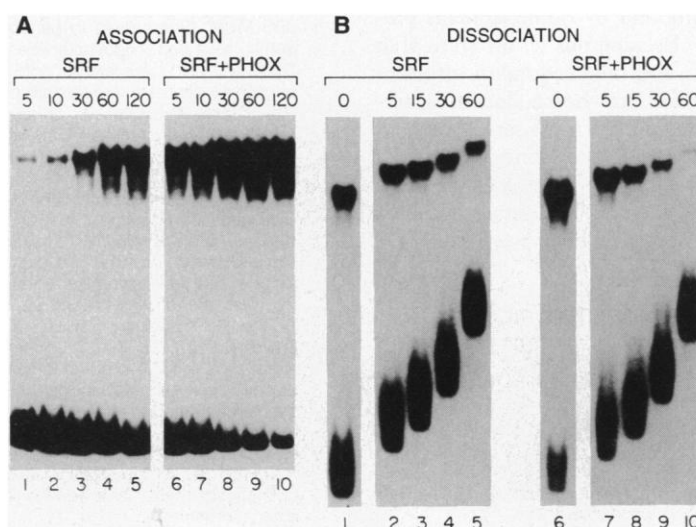 A ASSOCIATION
SRF SRF+PHOX
5 10 30 60 120 5 10 30 60 120
1 2 3 4 5 6 7 8 9 10
B DISSOCIATION
SRF SRF+PHOX
0 5 15 30 60 0 5 15 30 60
1 2 3 4 5 6 7 8 9 10